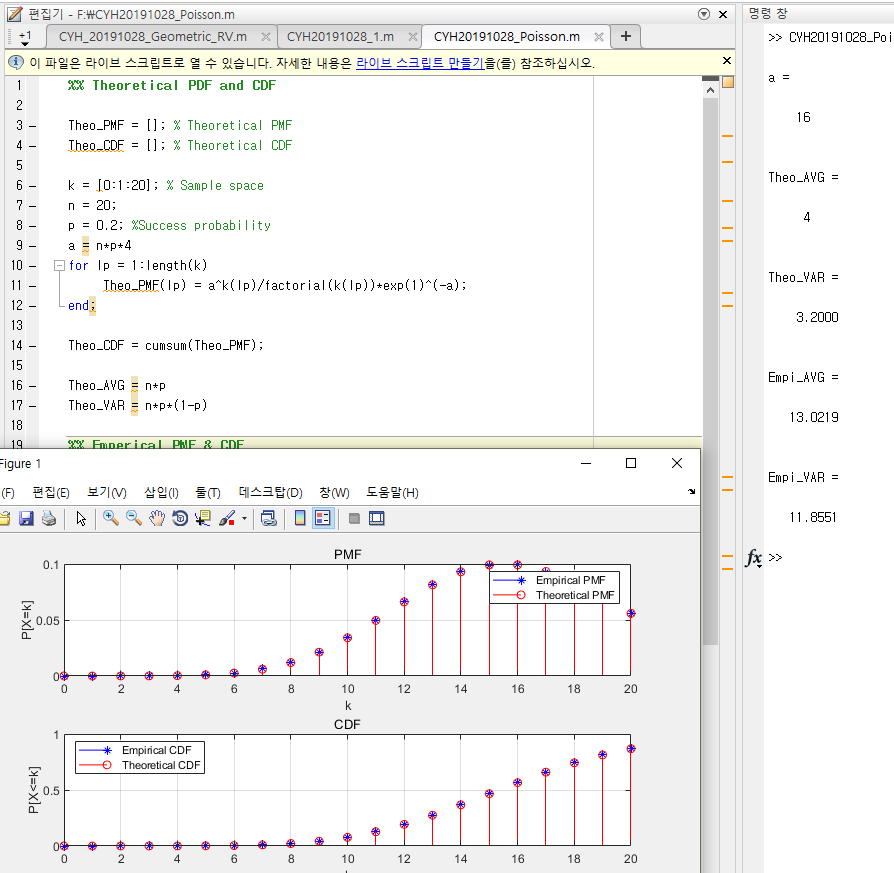 편집기 - F:₩CYH20191028_Poisson.m
+1
CYH_20191028_Geometric_RV.m
CYH20191028_1.m
CYH20191028_Poisson.m
이 파일은 라이브 스크립트로 열 수 있습니다. 자세한 내용은 라이브 스크립트 만들기을(를) 참조하십시오.
1 %% Theoretical PDF and CDF
2
3 – Theo_PMF = []; % Theoretical PMF
4 – Theo_CDF = []; % Theoretical CDF
5
6 – k = [0:1:20]; % Sample space
7 – n = 20;
8 – p = 0.2; %Success probability
9 – a = n*p*4
10 – for lp = 1:length(k)
11 – Theo_PMF(lp) = a^k(lp)/factorial(k(lp))*exp(1)^(-a);
12 – end;
13
14 – Theo_CDF = cumsum(Theo_PMF);
15
16 – Theo_AVG = n*p
17 – Theo_VAR = n*p*(1-p)
18
19 %% Emperical PMF & CDF
Figure 1
(F) 편집(E) 보기(V) 삽입(I) 툴(T) 데스크탑(D) 창(W) 도움말(H)
PMF
0.1
0.05
0
P[X=k]
Empirical PMF
Theoretical PMF
0 2 4 6 8 10 12 14 16 18 20
k
CDF
1
0.5
0
P[X<=k]
Empirical CDF
Theoretical CDF
0 2 4 6 8 10 12 14 16 18 20
명령 창
>> CYH20191028_Poi
a =
16
Theo_AVG =
4
Theo_VAR =
3.2000
Empi_AVG =
13.0219
Empi_VAR =
11.8551
fx >>